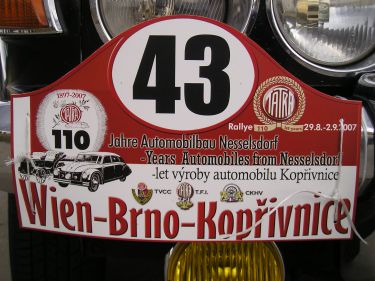 43
1897-2007
TATRA
110
TATRA
Rallye 110 29.8.-2.9.2007
Jahre Automobilbau Nesselsdorf
-Years Automobiles from Nesselsdorf
-let výroby automobilu Kopřivnice
TVCC T.F.I. CKHV
Wien-Brno-Kopřivnice